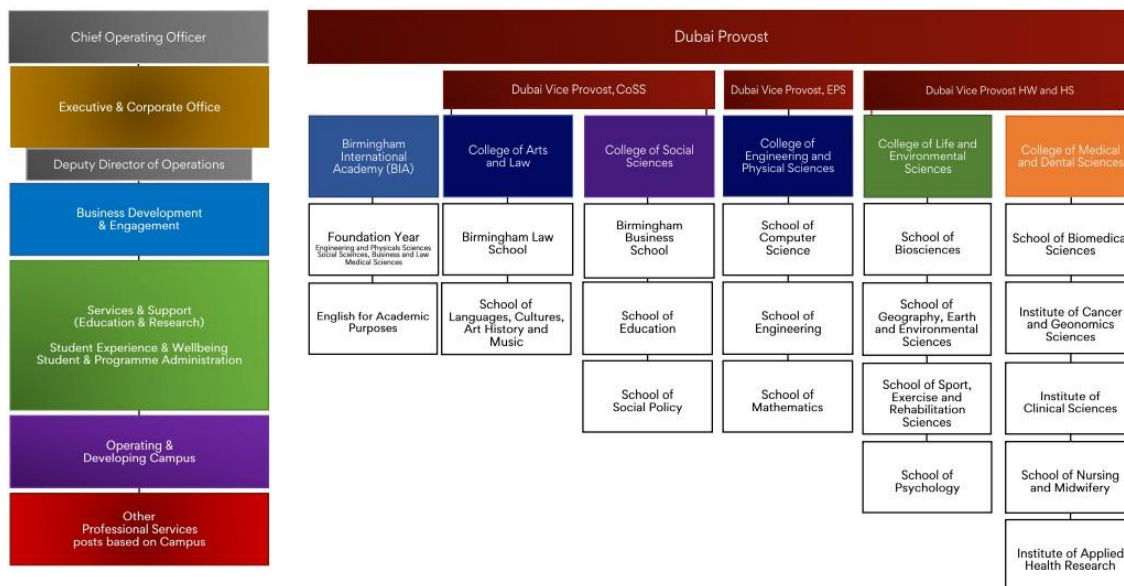 Chief Operating Officer
Executive & Corporate Office
Deputy Director of Operations
Business Development
& Engagement
Services & Support
(Education & Research)
Student Experience & Wellbeing
Student & Programme Administration
Operating &
Developing Campus
Other
Professional Services
posts based on Campus
Dubai Provost
Dubai Vice Provost, CoSS
Dubai Vice Provost, EPS
Dubai Vice Provost HW and HS
Birmingham
International
Academy (BIA)
Foundation Year
Engineering and Physicals Sciences
Social Sciences, Business and Law
Medical Sciences
English for Academic
Purposes
College of Arts
and Law
Birmingham Law
School
School of
Languages, Cultures,
Art History and
Music
College of Social
Sciences
Birmingham
Business
School
School of
Education
School of
Social Policy
College of
Engineering and
Physical Sciences
School of
Computer
Science
School of
Engineering
School of
Mathematics
College of Life and
Environmental
Sciences
School of
Biosciences
School of
Geography, Earth
and Environmental
Sciences
School of Sport,
Exercise and
Rehabilitation
Sciences
School of
Psychology
College of Medical
and Dental Sciences
School of Biomedical
Sciences
Institute of Cancer
and Geonomics
Sciences
Institute of
Clinical Sciences
School of Nursing
and Midwifery
Institute of Applied
Health Research